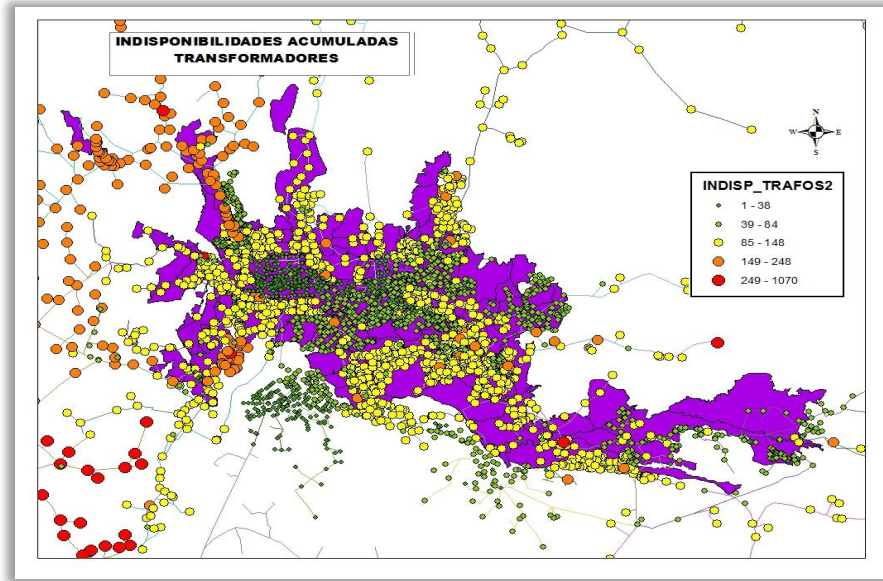 INDISPONIBILIDADES ACUMULADAS
TRANSFORMADORES
N
W E
S
INDISP_TRAFOS2
1 - 38
39 - 84
85 - 148
149 - 248
249 - 1070